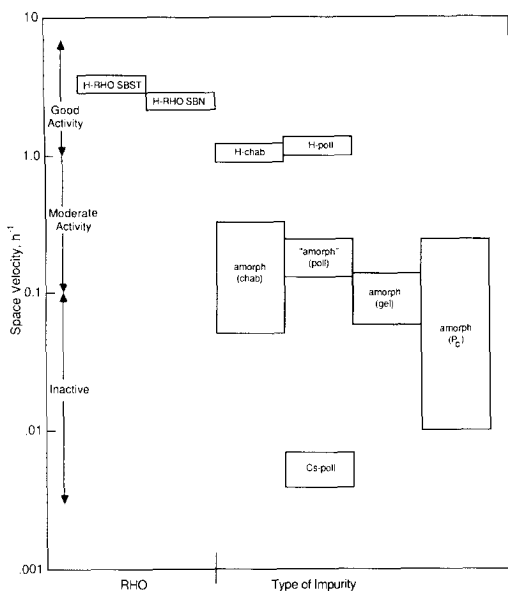 10
H-RHO SBST
H-RHO SBN
Good
Activity
1.0
H-chab
H-poll
Moderate
Activity
Space Velocity, h⁻¹
amorph
(chab)
"amorph"
(poll)
amorph
(gel)
amorph
(Pc)
0.1
Inactive
.01
Cs-poll
.001
RHO
Type of Impurity